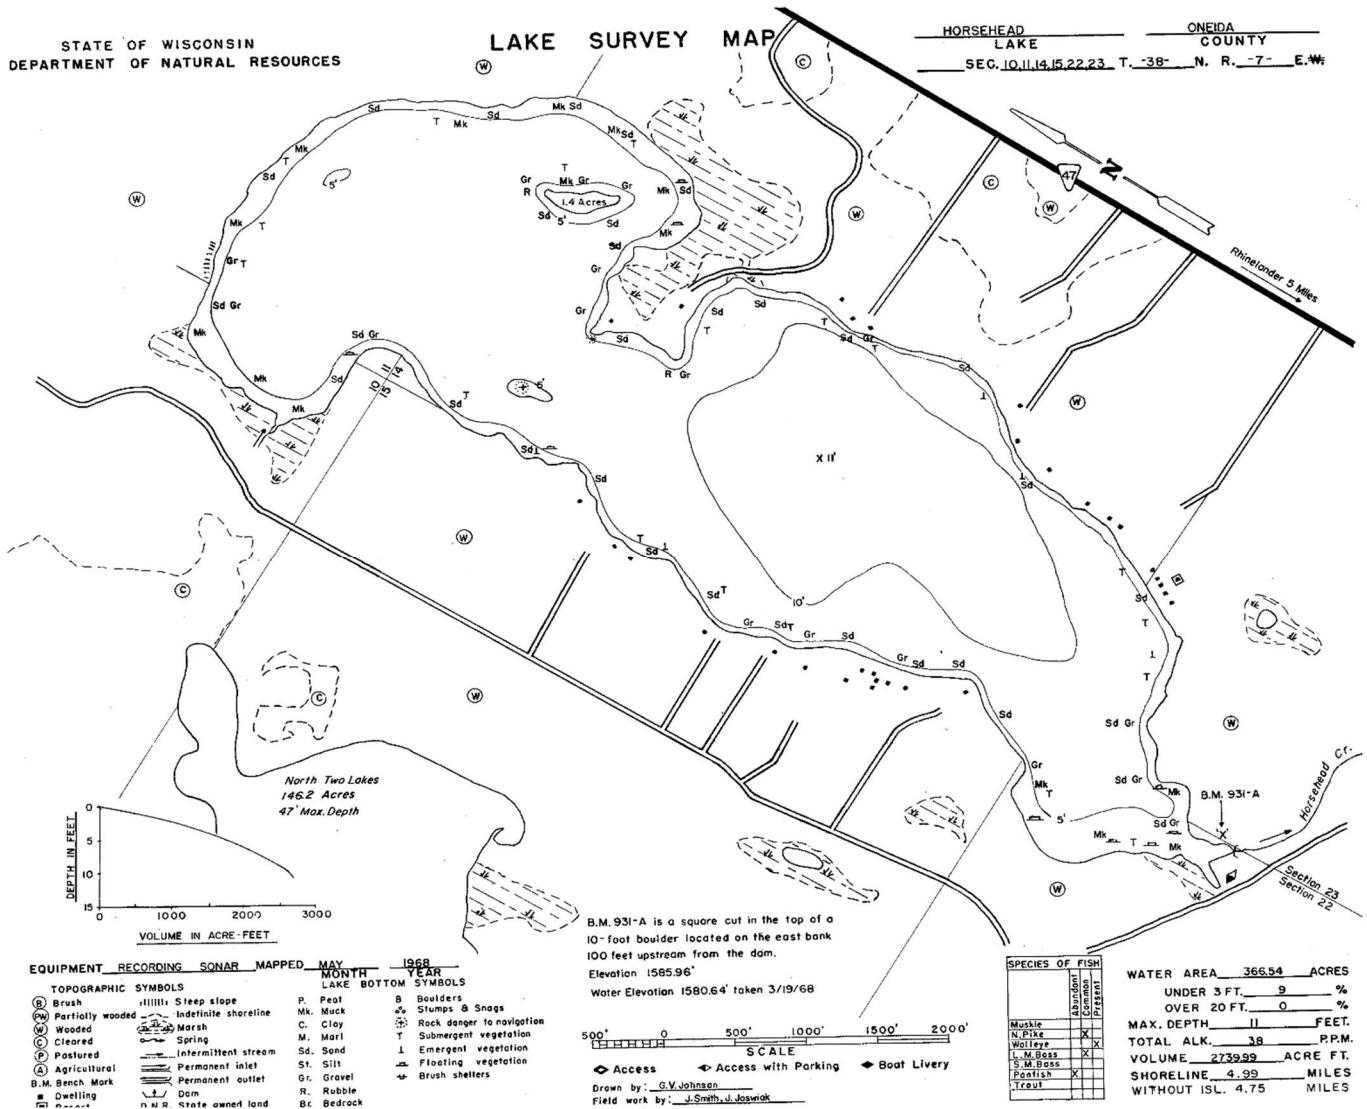 STATE OF WISCONSIN
DEPARTMENT OF NATURAL RESOURCES
LAKE SURVEY MAP
HORSEHEAD ONEIDA
LAKE COUNTY
SEC. 10,11,14,15,22,23 T. -38- N. R. -7- E.W.
47
N
Rhinelander 5 Miles
1.4 Acres
5'
5'
5'
X 11'
10'
5'
10 11
15 14
North Two Lakes
146.2 Acres
47' Max. Depth
B.M. 931-A
Horsehead Cr.
Section 23
Section 22
DEPTH IN FEET
0
5
10
15
0 1000 2000 3000
VOLUME IN ACRE-FEET
B.M. 931-A is a square cut in the top of a
10-foot boulder located on the east bank
100 feet upstream from the dam.
Elevation 1585.96'
Water Elevation 1580.64' taken 3/19/68
EQUIPMENT RECORDING SONAR MAPPED MAY 1968
MONTH YEAR
TOPOGRAPHIC SYMBOLS
B Brush
PW Partially wooded
W Wooded
C Cleared
P Pastured
A Agricultural
B.M. Bench Mark
Dwelling
Resort
Steep slope
Indefinite shoreline
Marsh
Spring
Intermittent stream
Permanent inlet
Permanent outlet
Dam
D.N.R. State owned land
LAKE BOTTOM SYMBOLS
P. Peat
Mk. Muck
C. Clay
M. Marl
Sd. Sand
St. Silt
Gr. Gravel
R. Rubble
Br. Bedrock
B Boulders
Stumps & Snags
Rock danger to navigation
T Submergent vegetation
⊥ Emergent vegetation
Floating vegetation
Brush shelters
500' 0 500' 1000' 1500' 2000'
SCALE
Access Access with Parking Boat Livery
Drawn by: G.V. Johnson
Field work by: J. Smith, J. Joswiak
SPECIES OF FISH
Abundant
Common
Present
Muskie
N. Pike X
Walleye X
L.M. Bass X
S.M. Bass
Panfish X
Trout
WATER AREA 366.54 ACRES
UNDER 3 FT. 9 %
OVER 20 FT. 0 %
MAX. DEPTH 11 FEET.
TOTAL ALK. 38 P.P.M.
VOLUME 2739.99 ACRE FT.
SHORELINE 4.99 MILES
WITHOUT ISL. 4.75 MILES